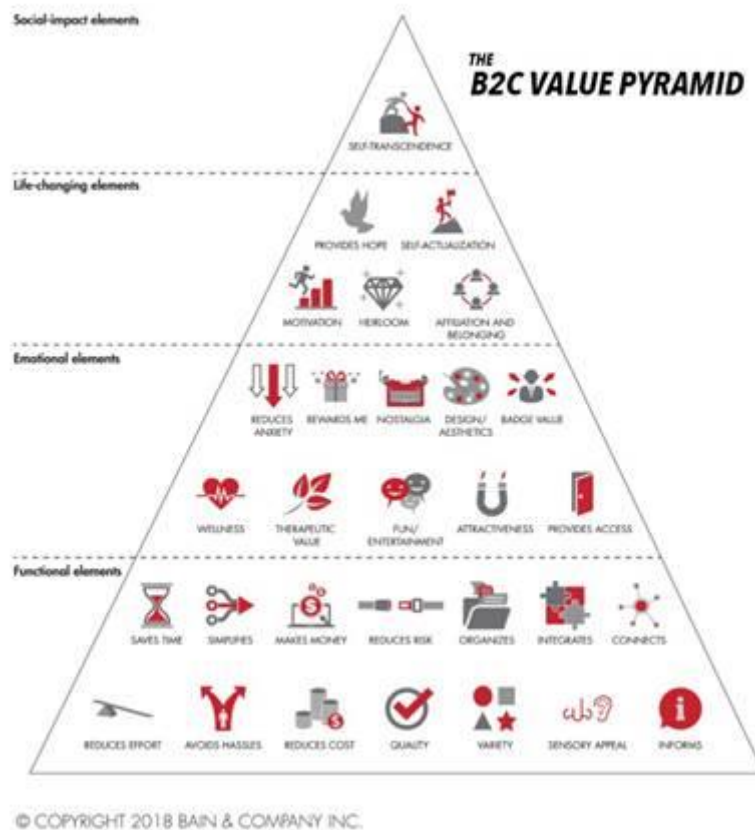 Social-impact elements
THE
B2C VALUE PYRAMID
SELF-TRANSCENDENCE
Life-changing elements
PROVIDES HOPE
SELF-ACTUALIZATION
MOTIVATION
HEIRLOOM
AFFILIATION AND
BELONGING
Emotional elements
REDUCES
ANXIETY
REWARDS ME
NOSTALGIA
DESIGN/
AESTHETICS
BADGE VALUE
WELLNESS
THERAPEUTIC
VALUE
FUN/
ENTERTAINMENT
ATTRACTIVENESS
PROVIDES ACCESS
Functional elements
SAVES TIME
SIMPLIFIES
MAKES MONEY
REDUCES RISK
ORGANIZES
INTEGRATES
CONNECTS
REDUCES EFFORT
AVOIDS HASSLES
REDUCES COST
QUALITY
VARIETY
SENSORY APPEAL
INFORMS
© COPYRIGHT 2018 BAIN & COMPANY INC.